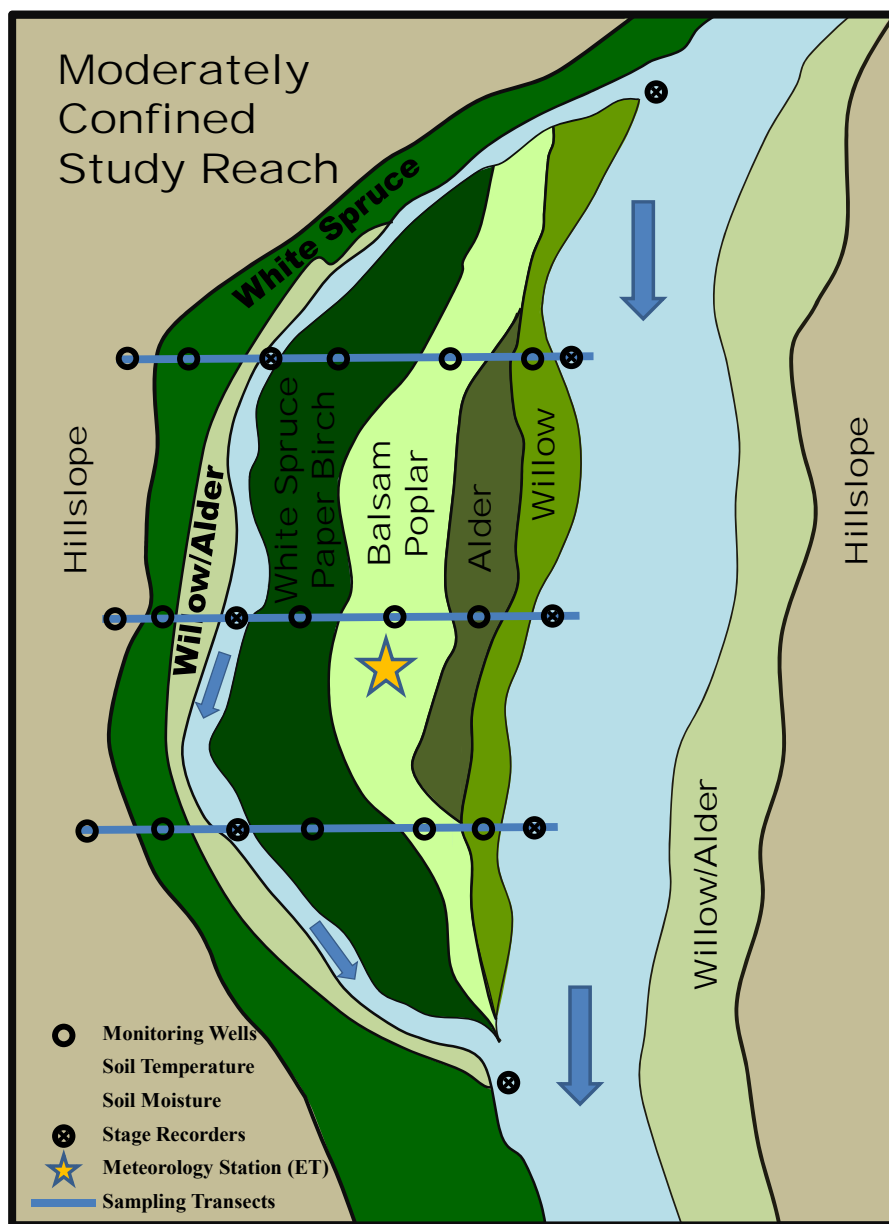 Moderately
Confined
Study Reach
White Spruce
Hillslope
Willow/Alder
White Spruce
Paper Birch
Balsam
Poplar
Alder
Willow
Hillslope
Willow/Alder
Monitoring Wells
Soil Temperature
Soil Moisture
Stage Recorders
Meteorology Station (ET)
Sampling Transects